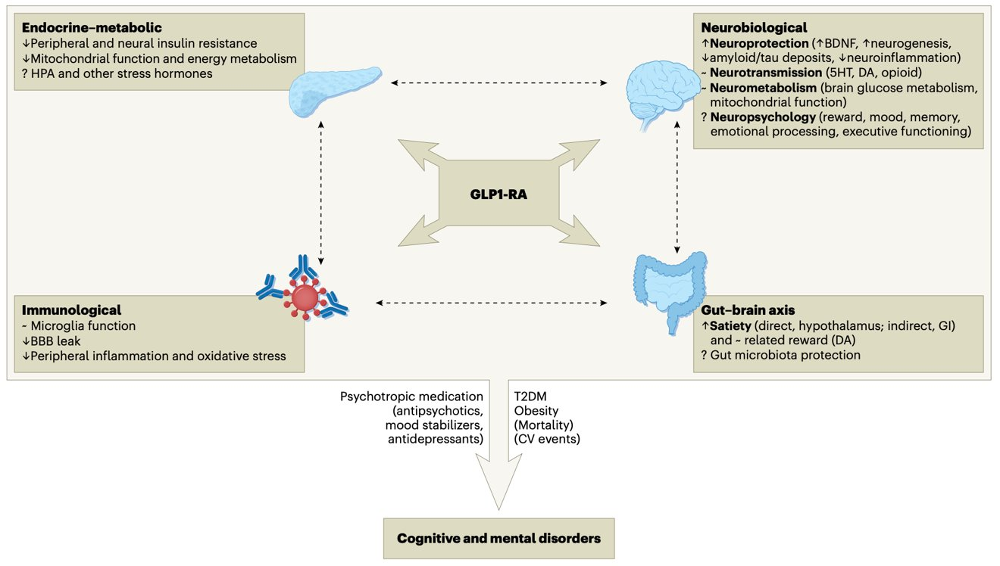 Endocrine–metabolic
↓Peripheral and neural insulin resistance
↓Mitochondrial function and energy metabolism
? HPA and other stress hormones
Neurobiological
↑Neuroprotection (↑BDNF, ↑neurogenesis,
↓amyloid/tau deposits, ↓neuroinflammation)
~ Neurotransmission (5HT, DA, opioid)
~ Neurometabolism (brain glucose metabolism,
mitochondrial function)
? Neuropsychology (reward, mood, memory,
emotional processing, executive functioning)
GLP1-RA
Immunological
~ Microglia function
↓BBB leak
↓Peripheral inflammation and oxidative stress
Gut–brain axis
↑Satiety (direct, hypothalamus; indirect, GI)
and ~ related reward (DA)
? Gut microbiota protection
Psychotropic medication
(antipsychotics,
mood stabilizers,
antidepressants)
T2DM
Obesity
(Mortality)
(CV events)
Cognitive and mental disorders